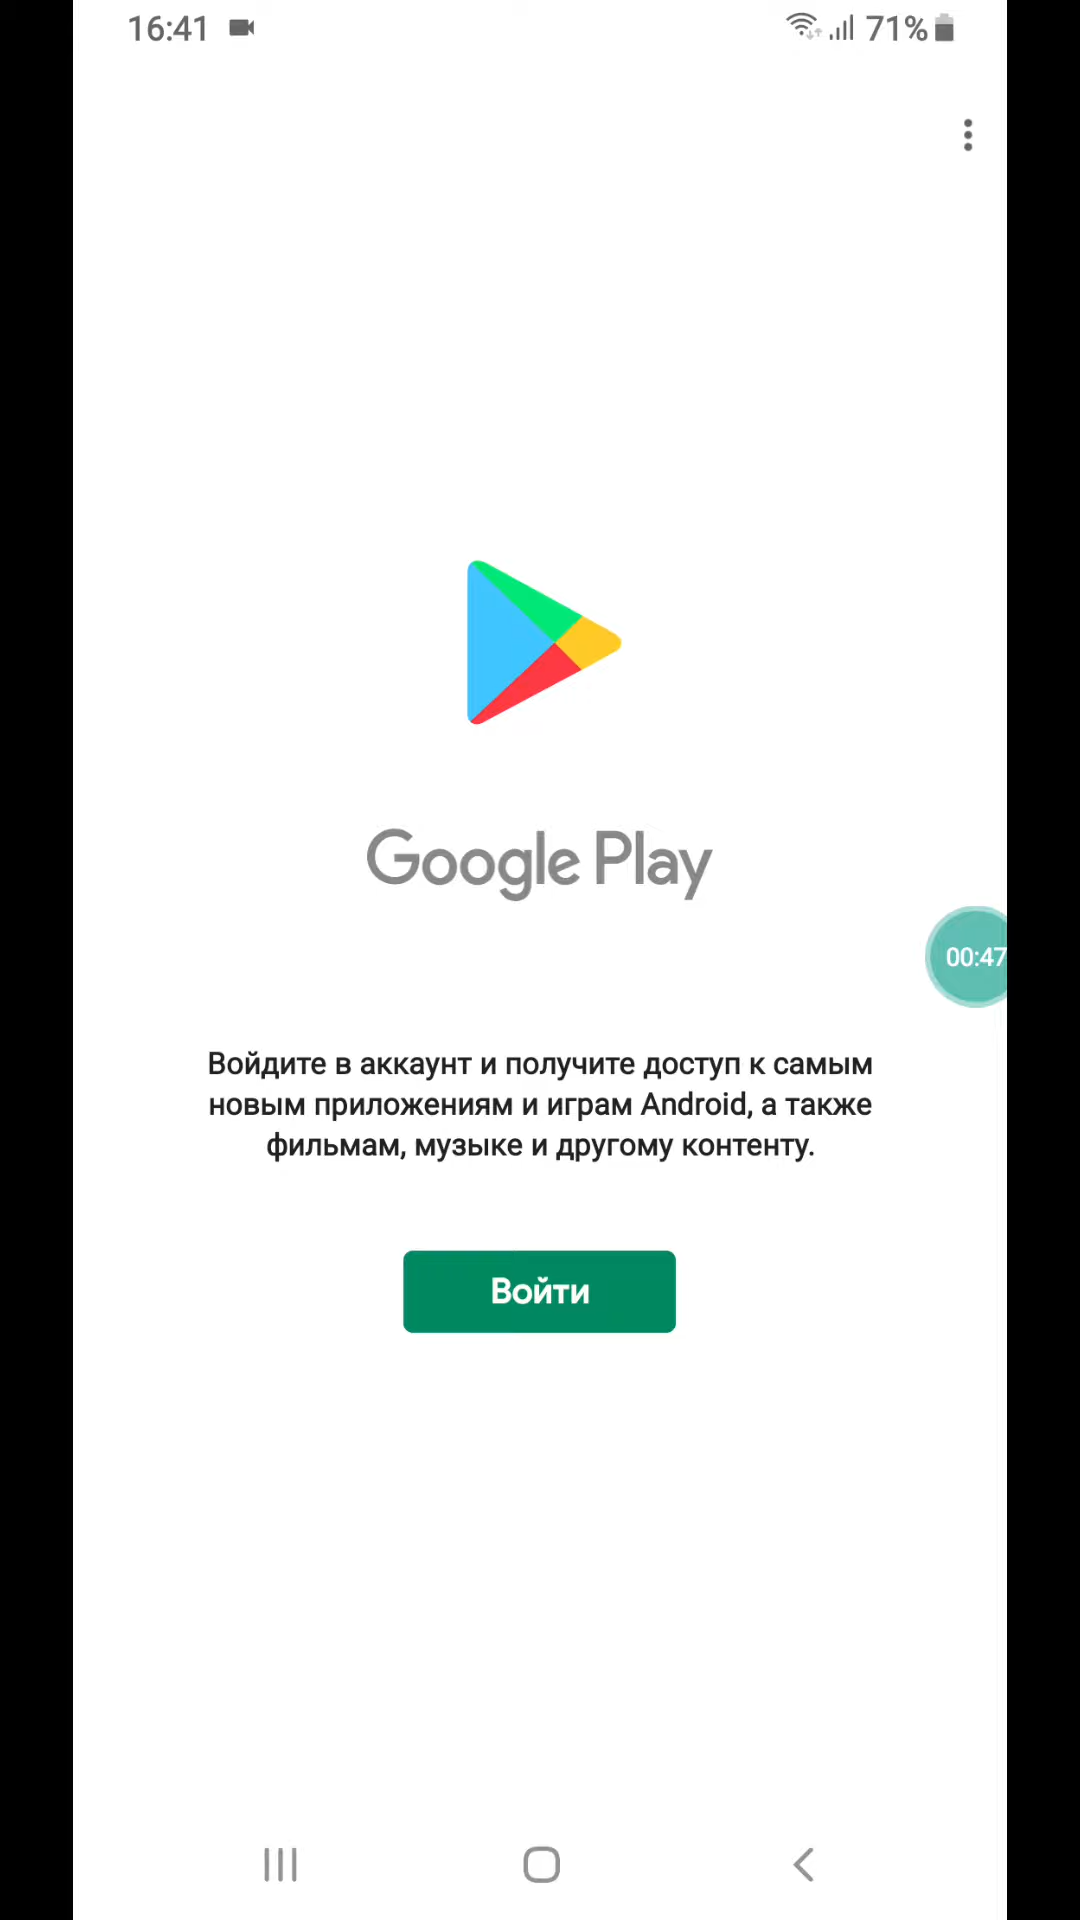 16:41
71%
Google Play
00:47
Войдите в аккаунт и получите доступ к самым
новым приложениям и играм Android, а также
фильмам, музыке и другому контенту.
Войти